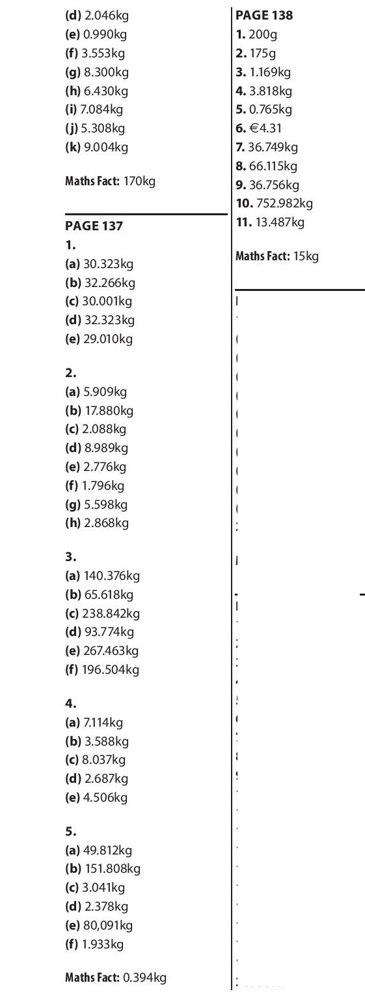 (d) 2.046kg
(e) 0.990kg
(f) 3.553kg
(g) 8.300kg
(h) 6.430kg
(i) 7.084kg
(j) 5.308kg
(k) 9.004kg
Maths Fact: 170kg
PAGE 137
1.
(a) 30.323kg
(b) 32.266kg
(c) 30.001kg
(d) 32.323kg
(e) 29.010kg
2.
(a) 5.909kg
(b) 17.880kg
(c) 2.088kg
(d) 8.989kg
(e) 2.776kg
(f) 1.796kg
(g) 5.598kg
(h) 2.868kg
3.
(a) 140.376kg
(b) 65.618kg
(c) 238.842kg
(d) 93.774kg
(e) 267.463kg
(f) 196.504kg
4.
(a) 7.114kg
(b) 3.588kg
(c) 8.037kg
(d) 2.687kg
(e) 4.506kg
5.
(a) 49.812kg
(b) 151.808kg
(c) 3.041kg
(d) 2.378kg
(e) 80,091kg
(f) 1.933kg
Maths Fact: 0.394kg
PAGE 138
1. 200g
2. 175g
3. 1.169kg
4. 3.818kg
5. 0.765kg
6. €4.31
7. 36.749kg
8. 66.115kg
9. 36.756kg
10. 752.982kg
11. 13.487kg
Maths Fact: 15kg